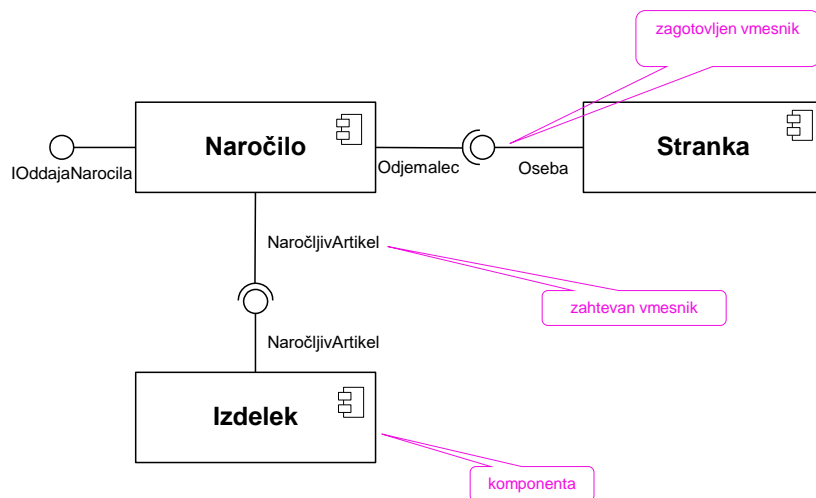 zagotovljen vmesnik
Naročilo
Stranka
IOddajaNarocila
Odjemalec
Oseba
NaročljivArtikel
zahtevan vmesnik
NaročljivArtikel
Izdelek
komponenta